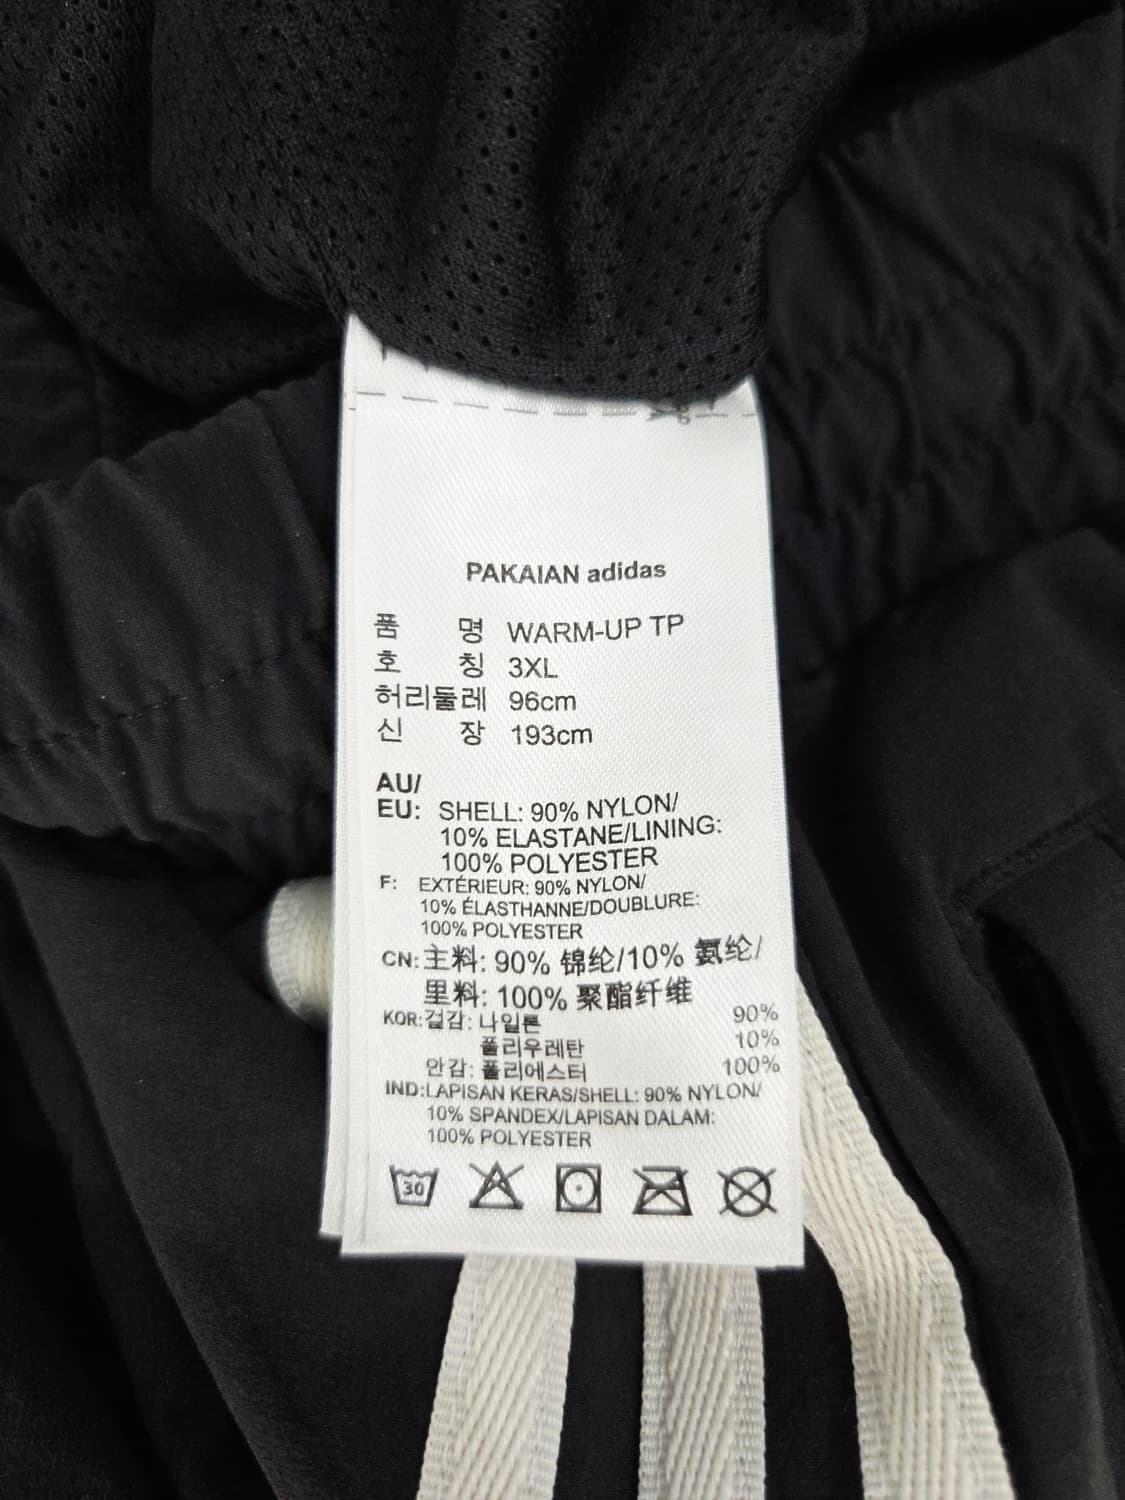 PAKAIAN adidas
품 명 WARM-UP TP
호 칭 3XL
허리둘레 96cm
신 장 193cm
AU/
EU: SHELL: 90% NYLON/
10% ELASTANE/LINING:
100% POLYESTER
F: EXTÉRIEUR: 90% NYLON/
10% ÉLASTHANNE/DOUBLURE:
100% POLYESTER
CN: 主料: 90% 锦纶/10% 氨纶/
里料: 100% 聚酯纤维
KOR: 겉감: 나일론 90%
폴리우레탄 10%
안감: 폴리에스터 100%
IND: LAPISAN KERAS/SHELL: 90% NYLON/
10% SPANDEX/LAPISAN DALAM:
100% POLYESTER
30